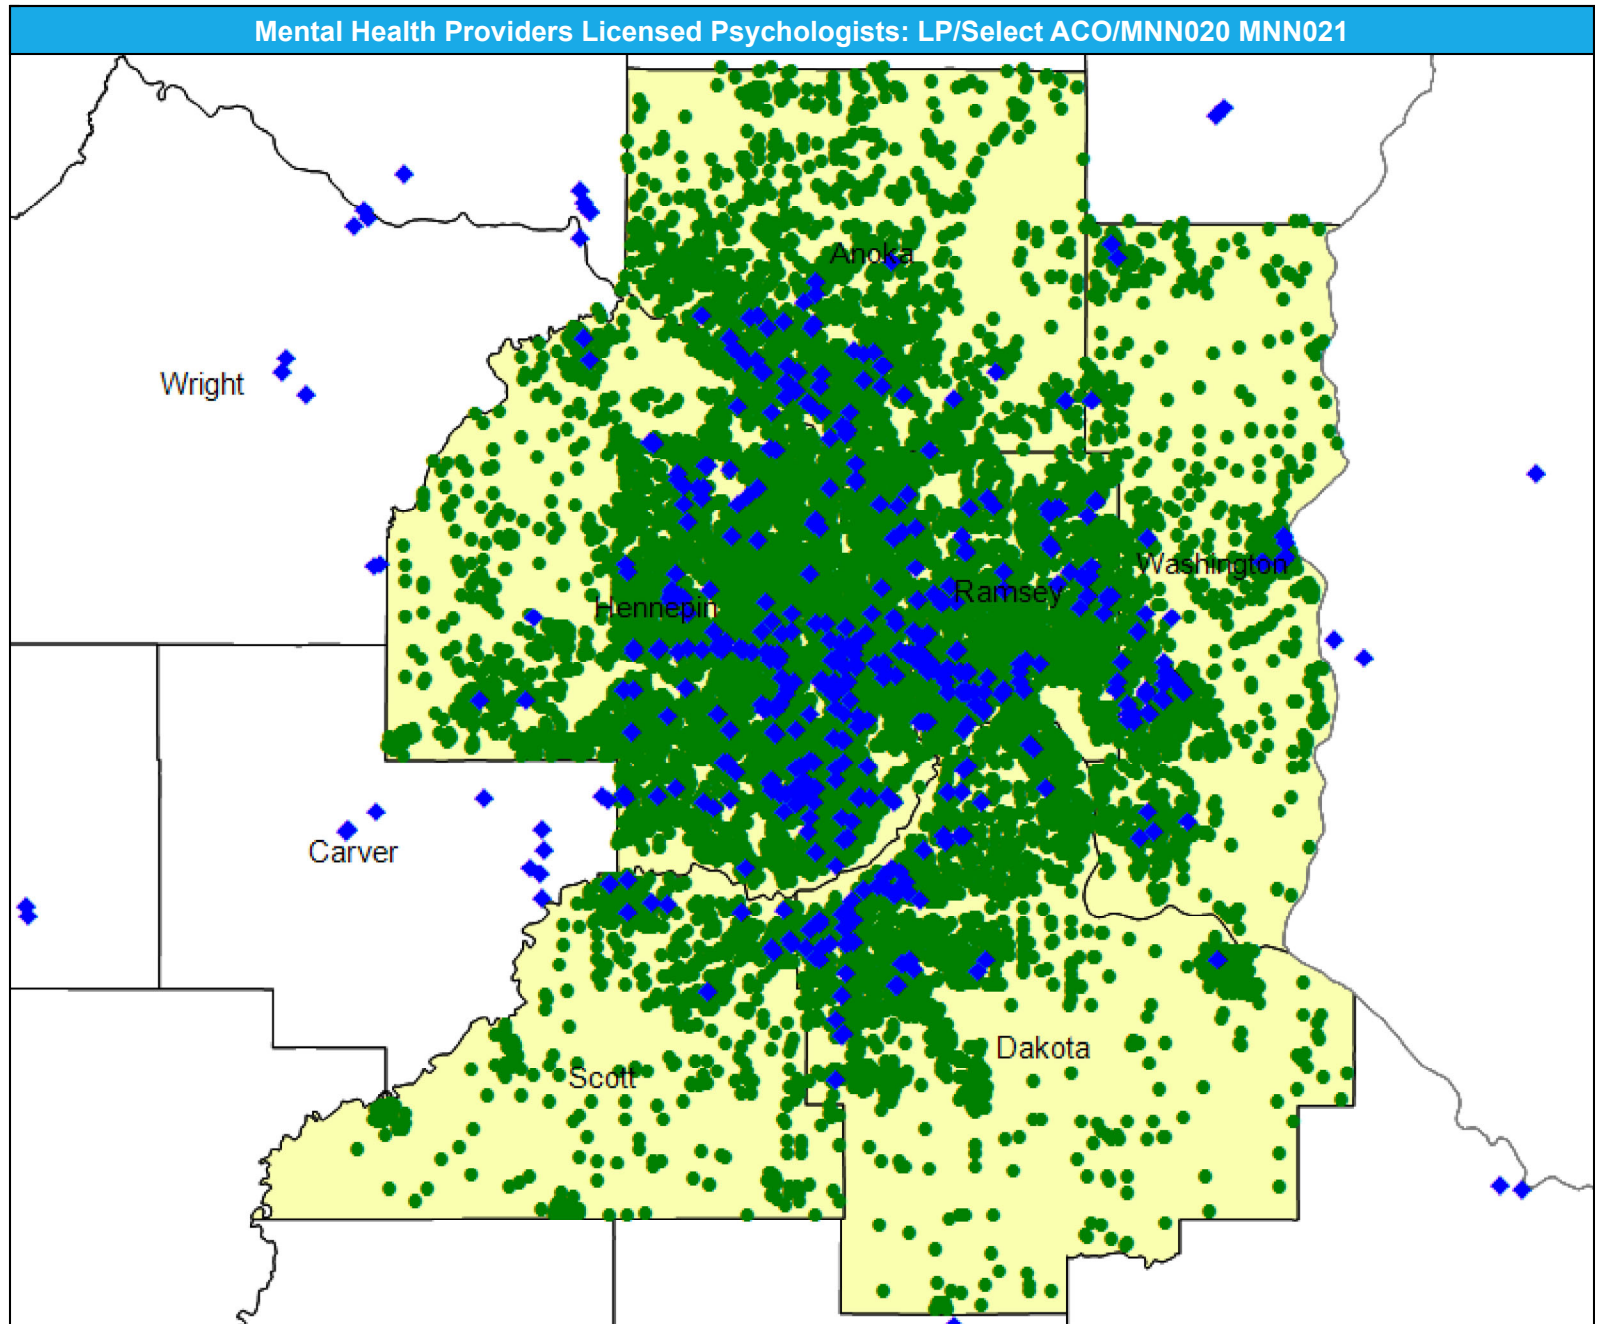 Mental Health Providers Licensed Psychologists: LP/Select ACO/MNN020 MNN021
Anoka
Wright
Washington
Ramsey
Hennepin
Carver
Dakota
Scott